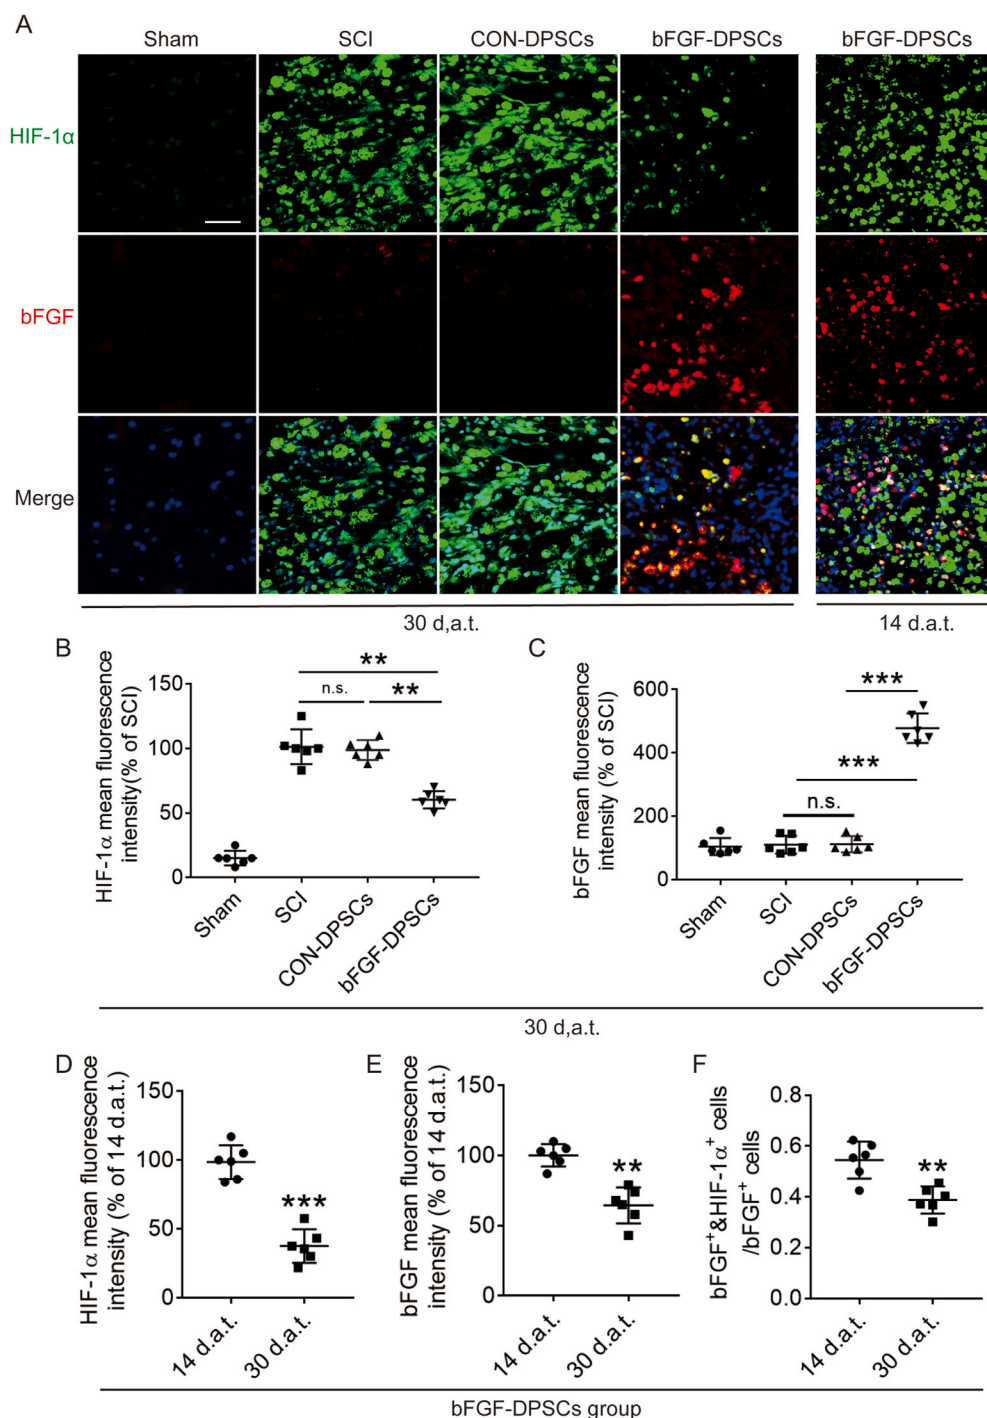 A
Sham SCI CON-DPSCs bFGF-DPSCs bFGF-DPSCs
HIF-1α
bFGF
Merge
30 d,a.t. 14 d.a.t.
B
HIF-1α mean fluorescence
intensity(% of SCI)
150
100
50
0
n.s.
**
**
Sham
SCI
CON-DPSCs
bFGF-DPSCs
C
bFGF mean fluorescence
intensity (% of SCI)
600
400
200
0
***
***
n.s.
Sham
SCI
CON-DPSCs
bFGF-DPSCs
30 d,a.t.
D
HIF-1α mean fluorescence
intensity (% of 14 d.a.t.)
150
100
50
0
***
14 d.a.t.
30 d.a.t.
E
bFGF mean fluorescence
intensity (% of 14 d.a.t.)
150
100
50
0
**
14 d.a.t.
30 d.a.t.
F
bFGF⁺&HIF-1α⁺ cells
/bFGF⁺ cells
0.8
0.6
0.4
0.2
0.0
**
14 d.a.t.
30 d.a.t.
bFGF-DPSCs group